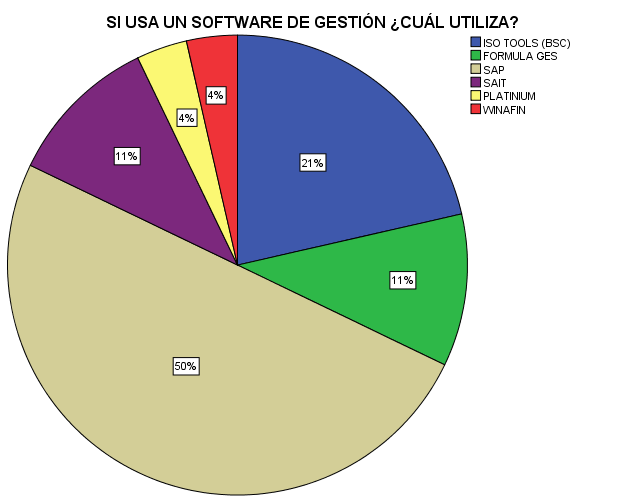 SI USA UN SOFTWARE DE GESTIÓN ¿CUÁL UTILIZA?
ISO TOOLS (BSC)
FORMULA GES
SAP
SAIT
PLATINIUM
WINAFIN
4%
4%
11%
21%
11%
50%